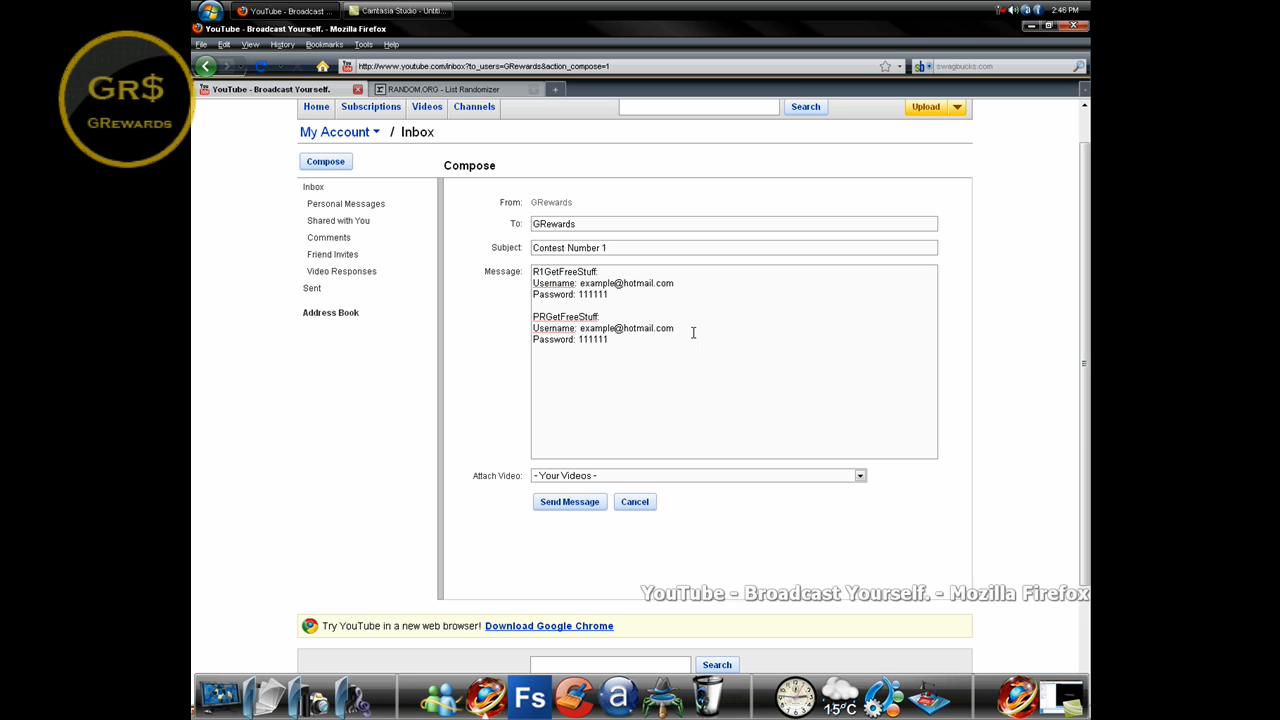 YouTube - Broadcast ...
Camtasia Studio - Untitl...
2:46 PM
YouTube - Broadcast Yourself. - Mozilla Firefox
File Edit View History Bookmarks Tools Help
http://www.youtube.com/inbox?to_users=GRewards&action_compose=1
swagbucks.com
YouTube - Broadcast Yourself.
RANDOM.ORG - List Randomizer
GR$
GREWARDS
Home Subscriptions Videos Channels
Search
Upload
My Account / Inbox
Compose
Compose
Inbox
Personal Messages
Shared with You
Comments
Friend Invites
Video Responses
Sent
Address Book
From: GRewards
To: GRewards
Subject: Contest Number 1
Message: R1GetFreeStuff:
Username: example@hotmail.com
Password: 111111
PRGetFreeStuff:
Username: example@hotmail.com
Password: 111111
Attach Video: - Your Videos -
Send Message Cancel
YouTube - Broadcast Yourself. - Mozilla Firefox
Try YouTube in a new web browser! Download Google Chrome
Search
Fs
a
15°C